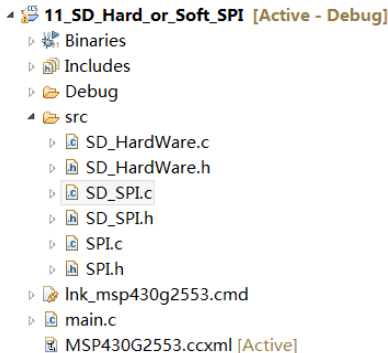 11_SD_Hard_or_Soft_SPI [Active - Debug]
Binaries
Includes
Debug
src
SD_HardWare.c
SD_HardWare.h
SD_SPI.c
SD_SPI.h
SPI.c
SPI.h
lnk_msp430g2553.cmd
main.c
MSP430G2553.ccxml [Active]